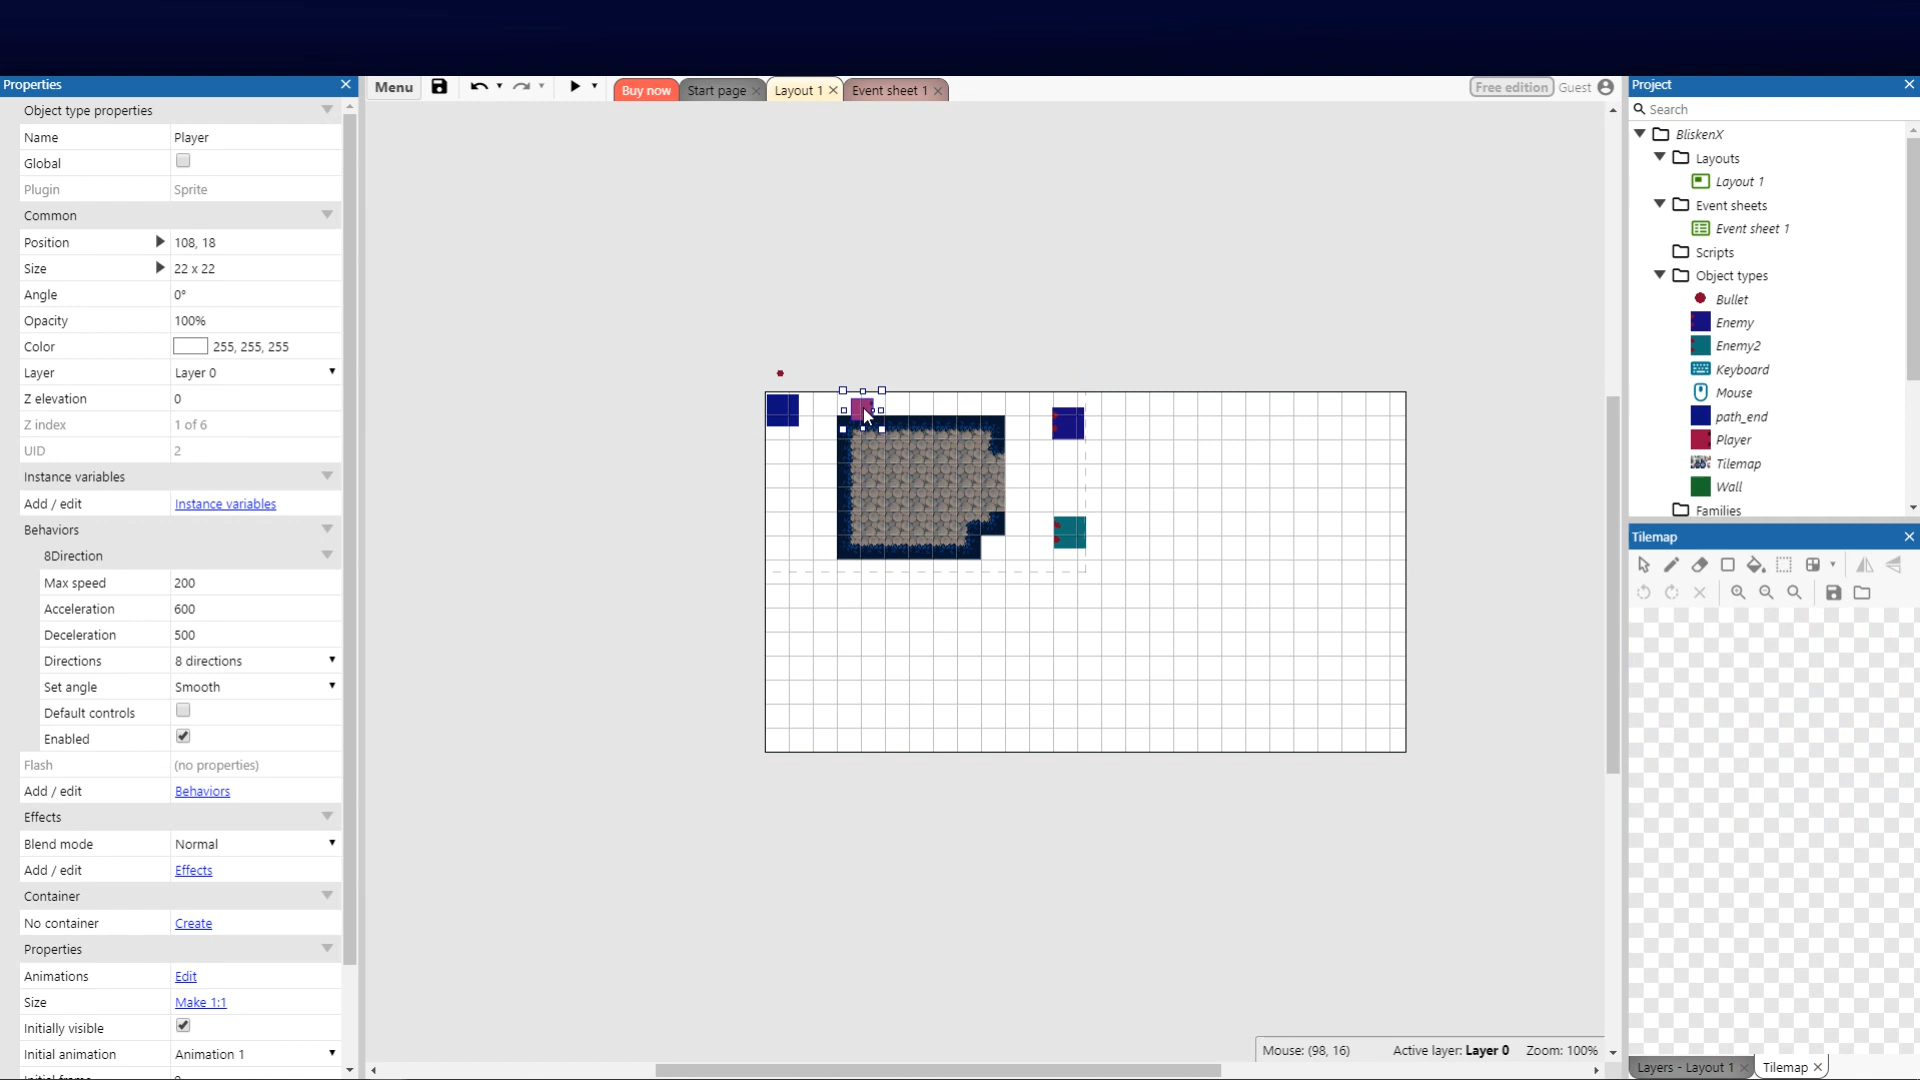 Properties
Object type properties
Name Player
Global
Plugin Sprite
Common
Position 108, 18
Size 22 x 22
Angle 0°
Opacity 100%
Color 255, 255, 255
Layer Layer 0
Z elevation 0
Z index 1 of 6
UID 2
Instance variables
Add / edit Instance variables
Behaviors
8Direction
Max speed 200
Acceleration 600
Deceleration 500
Directions 8 directions
Set angle Smooth
Default controls
Enabled
Flash (no properties)
Add / edit Behaviors
Effects
Blend mode Normal
Add / edit Effects
Container
No container Create
Properties
Animations Edit
Size Make 1:1
Initially visible
Initial animation Animation 1
Menu
Buy now
Start page
Layout 1
Event sheet 1
Free edition
Guest
Mouse: (98, 16) Active layer: Layer 0 Zoom: 100%
Project
Search
BliskenX
Layouts
Layout 1
Event sheets
Event sheet 1
Scripts
Object types
Bullet
Enemy
Enemy2
Keyboard
Mouse
path_end
Player
Tilemap
Wall
Families
Tilemap
Layers - Layout 1
Tilemap